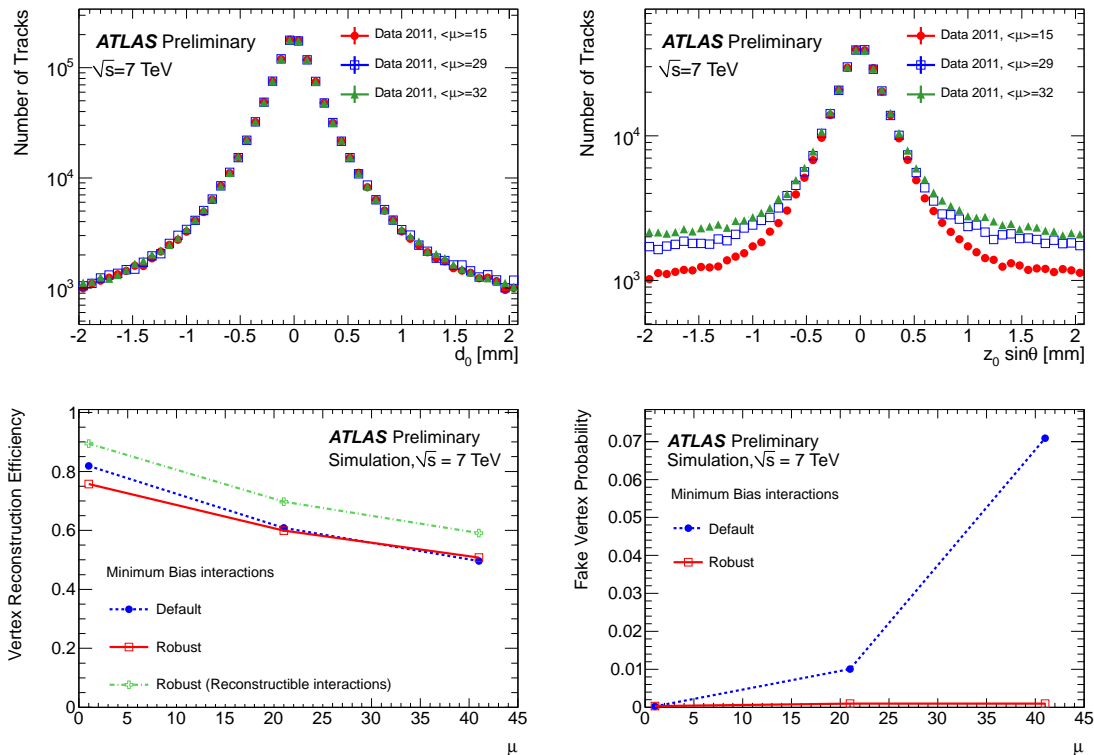 Number of Tracks
ATLAS Preliminary
√s=7 TeV
Data 2011, <μ>=15
Data 2011, <μ>=29
Data 2011, <μ>=32
10^5
10^4
10^3
-2 -1.5 -1 -0.5 0 0.5 1 1.5 2
d_0 [mm]
Number of Tracks
ATLAS Preliminary
√s=7 TeV
Data 2011, <μ>=15
Data 2011, <μ>=29
Data 2011, <μ>=32
10^4
10^3
-2 -1.5 -1 -0.5 0 0.5 1 1.5 2
z_0 sinθ [mm]
Vertex Reconstruction Efficiency
1
0.8
0.6
0.4
0.2
0
ATLAS Preliminary
Simulation,√s = 7 TeV
Minimum Bias interactions
Default
Robust
Robust (Reconstructible interactions)
0 5 10 15 20 25 30 35 40 45
μ
Fake Vertex Probability
0.07
0.06
0.05
0.04
0.03
0.02
0.01
0
ATLAS Preliminary
Simulation,√s = 7 TeV
Minimum Bias interactions
Default
Robust
0 5 10 15 20 25 30 35 40 45
μ